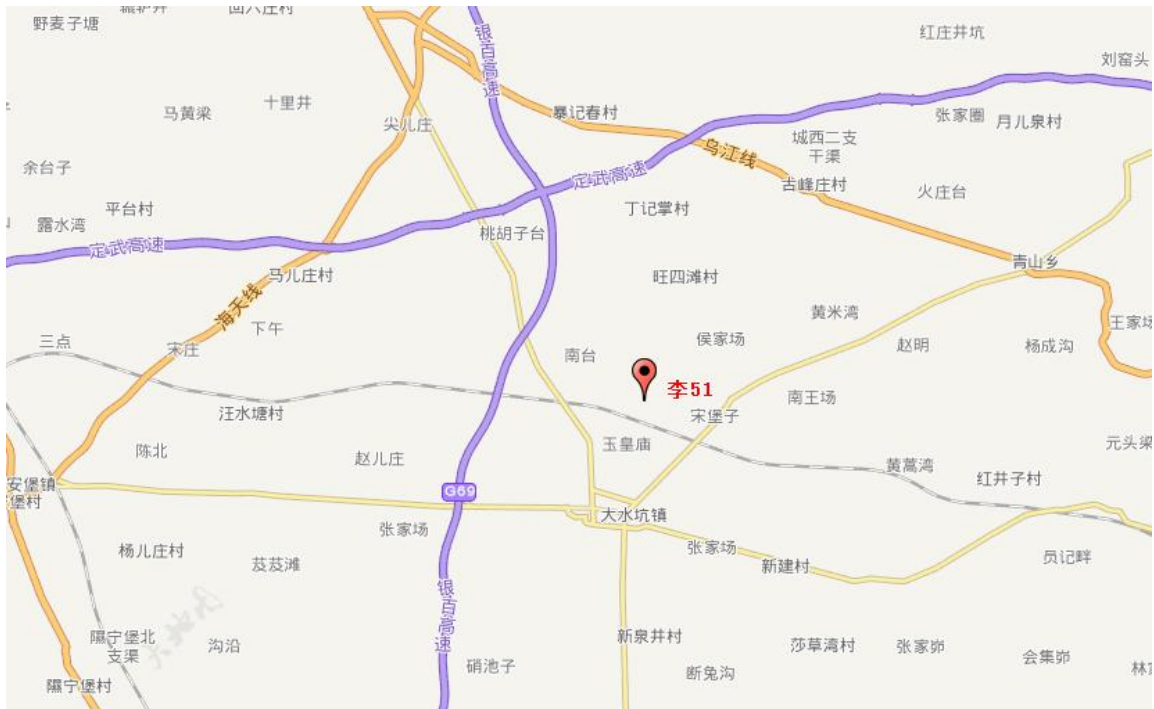 回六庄村
野麦子塘
银百高速
红庄井坑
刘窑头
十里井
马黄梁
暴记春村
张家圈
月儿泉村
尖儿庄
城西二支
干渠
乌江线
余台子
定武高速
古峰庄村
火庄台
平台村
丁记掌村
露水湾
桃胡子台
定武高速
青山乡
马儿庄村
旺四滩村
海天线
黄米湾
王家场
下午
三点
侯家场
赵明
杨成沟
宋庄
南台
李51
南王场
汪水塘村
宋堡子
玉皇庙
元头梁
陈北
赵儿庄
黄蒿湾
红井子村
安堡镇
堡村
G69
大水坑镇
张家场
张家场
杨儿庄村
芨芨滩
新建村
员记畔
银百高速
隰宁堡北
支渠
沟沿
新泉井村
莎草湾村
张家峁
会集峁
硝池子
断兔沟
隰宁堡村